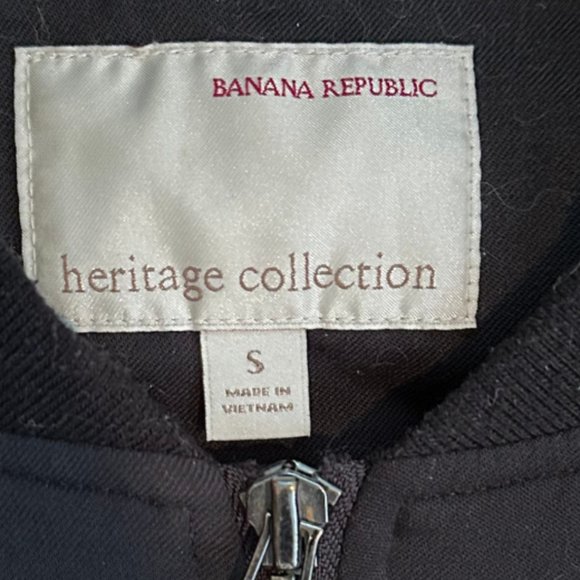 BANANA REPUBLIC
heritage collection
S
MADE IN
VIETNAM